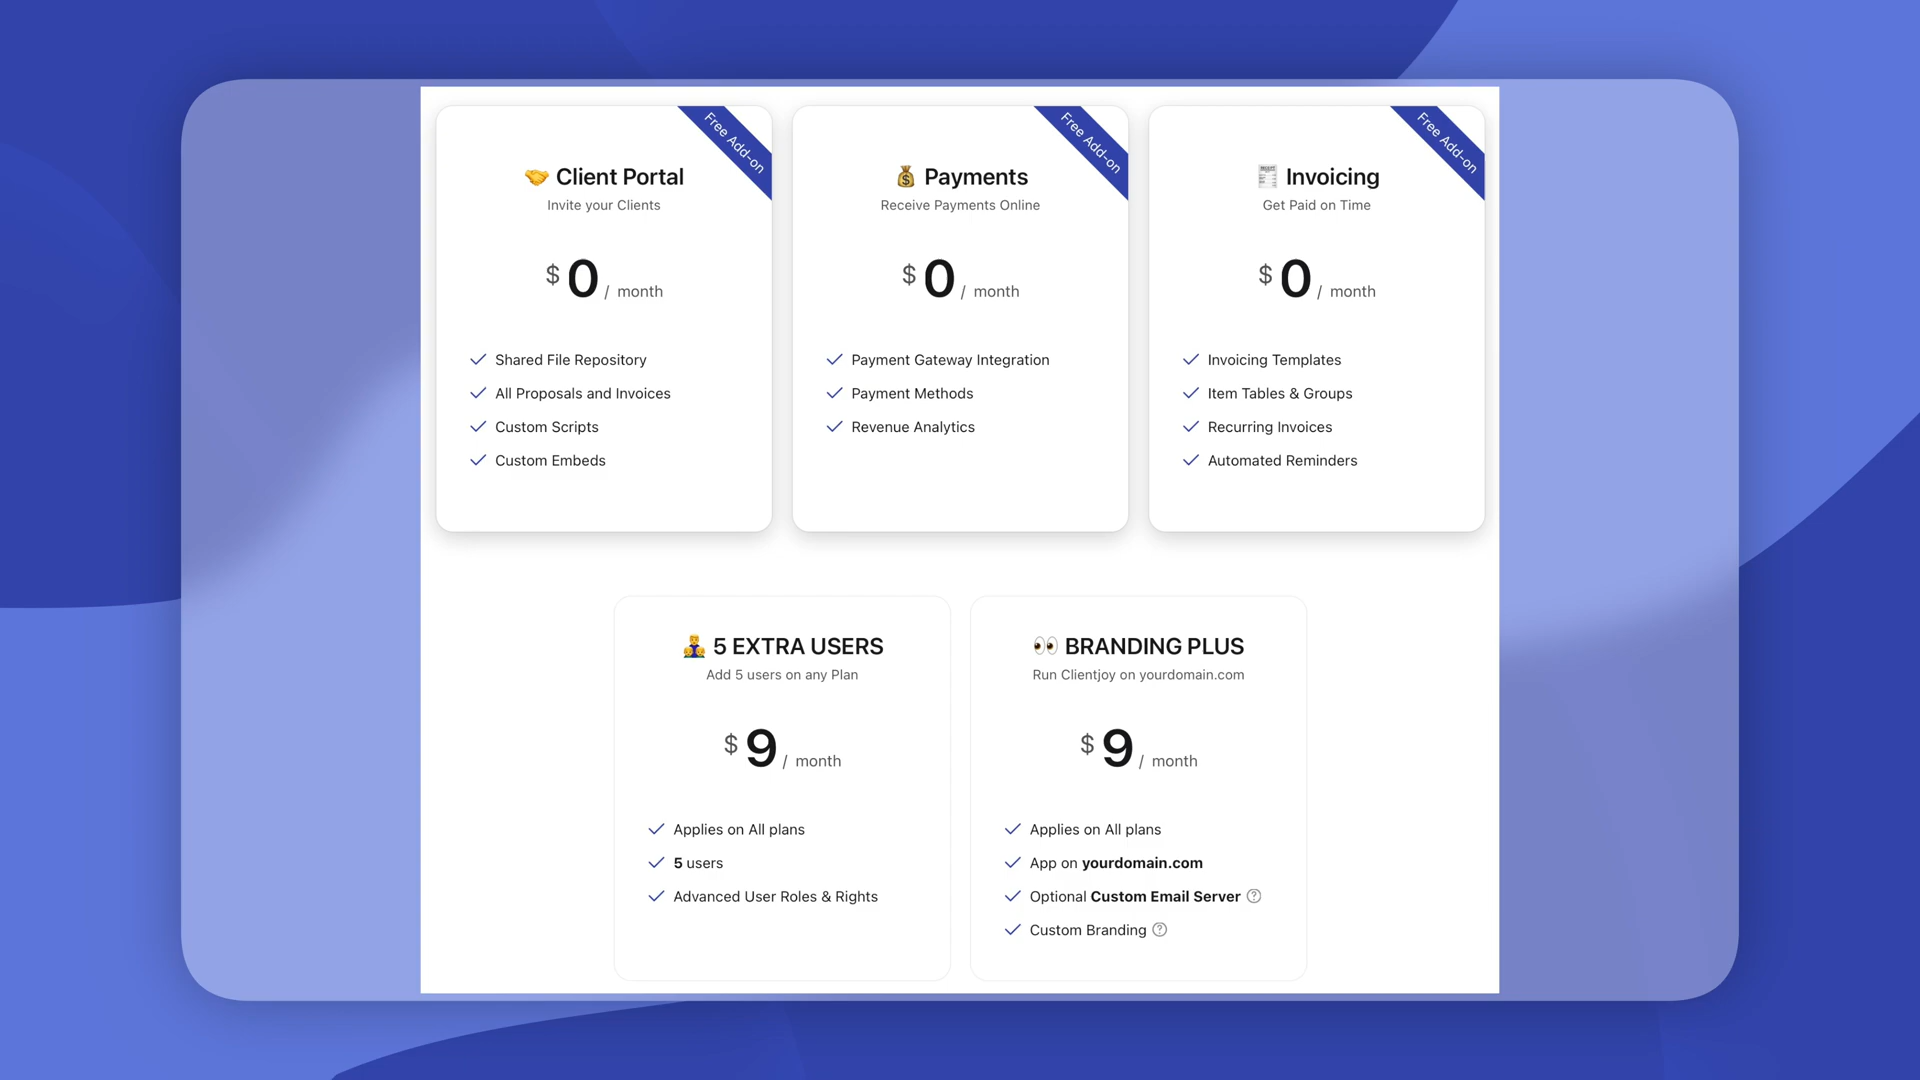 Free Add-on
🤝 Client Portal
Invite your Clients
$ 0 / month
Shared File Repository
All Proposals and Invoices
Custom Scripts
Custom Embeds
Free Add-on
💰 Payments
Receive Payments Online
$ 0 / month
Payment Gateway Integration
Payment Methods
Revenue Analytics
Free Add-on
🧾 Invoicing
Get Paid on Time
$ 0 / month
Invoicing Templates
Item Tables & Groups
Recurring Invoices
Automated Reminders
5 EXTRA USERS
Add 5 users on any Plan
$ 9 / month
Applies on All plans
5 users
Advanced User Roles & Rights
👀 BRANDING PLUS
Run Clientjoy on yourdomain.com
$ 9 / month
Applies on All plans
App on yourdomain.com
Optional Custom Email Server
Custom Branding